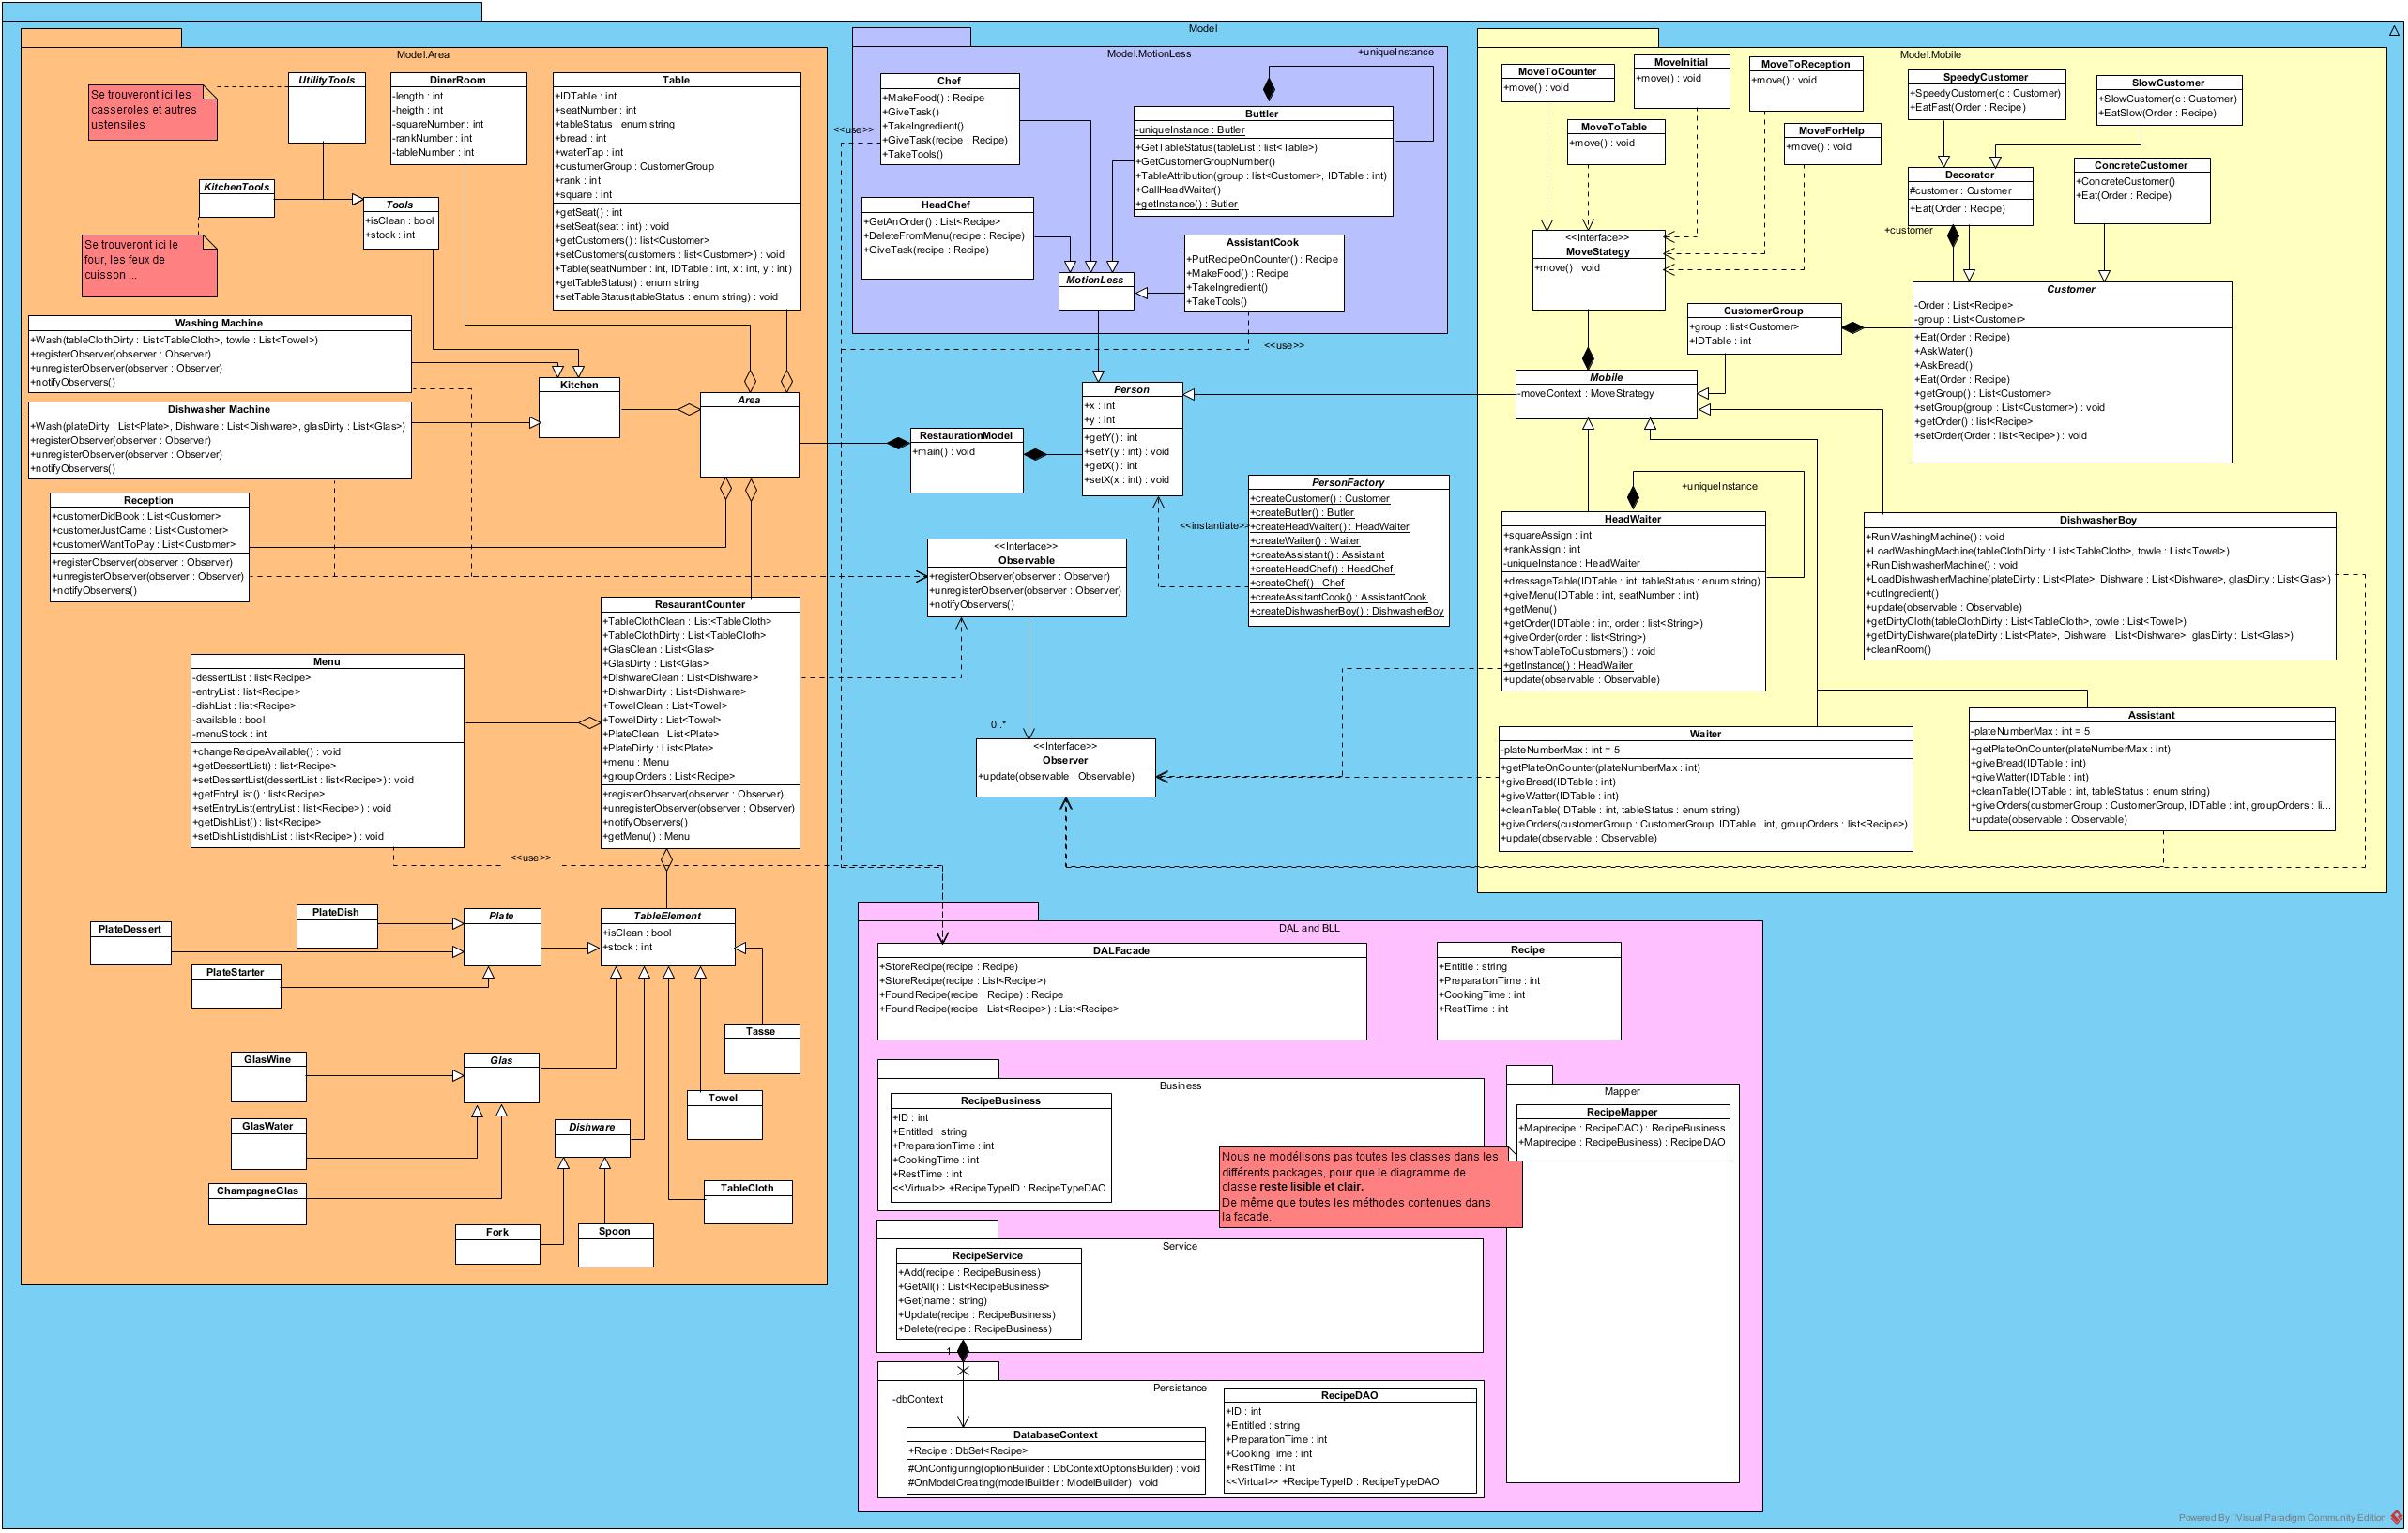 Model
Model.Area
Se trouveront ici les
casseroles et autres
ustensiles
UtilityTools
DinerRoom
-length : int
-heigth : int
-squareNumber : int
-rankNumber : int
-tableNumber : int
Table
+IDTable : int
+seatNumber : int
+tableStatus : enum string
+bread : int
+waterTap : int
+custumerGroup : CustumerGroup
+rank : int
+square : int
+getSeat() : int
+setSeat(seat : int) : void
+getCustomers() : list<Customer>
+setCustomers(customers : list<Customer>) : void
+Table(seatNumber : int, IDTable : int, x : int, y : int)
+getTableStatus() : enum string
+setTableStatus(tableStatus : enum string) : void
KitchenTools
Tools
+isClean : bool
+stock : int
Se trouveront ici le
four, les feux de
cuisson ...
Washing Machine
+Wash(tableClothDirty : List<TableCloth>, towle : List<Towel>)
+registerObserver(observer : Observer)
+unregisterObserver(observer : Observer)
+notifyObservers()
Kitchen
Area
Dishwasher Machine
+Wash(plateDirty : List<Plate>, Dishware : List<Dishware>, glasDirty : List<Glas>)
+registerObserver(observer : Observer)
+unregisterObserver(observer : Observer)
+notifyObservers()
Reception
+customerDidBook : List<Customer>
+customerJustCame : List<Customer>
+customerWantToPay : List<Customer>
+registerObserver(observer : Observer)
+unregisterObserver(observer : Observer)
+notifyObservers()
ResaurantCounter
+TableClothClean : List<TableCloth>
+TableClothDirty : List<TableCloth>
+GlasClean : List<Glas>
+GlasDirty : List<Glas>
+DishwareClean : List<Dishware>
+DishwarDirty : List<Dishware>
+TowelClean : List<Towel>
+TowelDirty : List<Towel>
+PlateClean : List<Plate>
+PlateDirty : List<Plate>
+menu : Menu
+groupOrders : List<Recipe>
+registerObserver(observer : Observer)
+unregisterObserver(observer : Observer)
+notifyObservers()
+getMenu() : Menu
Menu
-dessertList : list<Recipe>
-entryList : list<Recipe>
-dishList : list<Recipe>
-available : bool
-menuStock : int
+changeRecipeAvailable() : void
+getDessertList() : list<Recipe>
+setDessertList(dessertList : list<Recipe>) : void
+getEntryList() : list<Recipe>
+setEntryList(entryList : list<Recipe>) : void
+getDishList() : list<Recipe>
+setDishList(dishList : list<Recipe>) : void
<<use>>
PlateDish
Plate
TableElement
+isClean : bool
+stock : int
PlateDessert
PlateStarter
Tasse
GlasWine
Glas
Towel
GlasWater
Dishware
ChampagneGlas
TableCloth
Fork
Spoon
Model.MotionLess
+uniqueInstance
Chef
+MakeFood() : Recipe
+GiveTask()
+TakeIngredient()
+GiveTask(recipe : Recipe)
+TakeTools()
<<use>>
Buttler
-uniqueInstance : Butler
+GetTableStatus(tableList : list<Table>)
+GetCustomerGroupNumber()
+TableAttribution(group : list<Customer>, IDTable : int)
+CallHeadWaiter()
+getInstance() : Butler
HeadChef
+GetAnOrder() : List<Recipe>
+DeleteFromMenu(recipe : Recipe)
+GiveTask(recipe : Recipe)
AssistantCook
+PutRecipeOnCounter() : Recipe
+MakeFood() : Recipe
+TakeIngredient()
+TakeTools()
MotionLess
<<use>>
Person
+x : int
+y : int
+getY() : int
+setY(y : int) : void
+getX() : int
+setX(x : int) : void
RestaurationModel
+main() : void
PersonFactory
+createCustomer() : Customer
+createButler() : Butler
+createHeadWaiter() : HeadWaiter
+createWaiter() : Waiter
+createAssistant() : Assistant
+createHeadChef() : HeadChef
+createChef() : Chef
+createAssitantCook() : AssistantCook
+createDishwasherBoy() : DishwasherBoy
<<instantiate>>
<<Interface>>
Observable
+registerObserver(observer : Observer)
+unregisterObserver(observer : Observer)
+notifyObservers()
0..*
<<Interface>>
Observer
+update(observable : Observable)
Model.Mobile
MoveToCounter
+move() : void
MoveInitial
+move() : void
MoveToReception
+move() : void
MoveToTable
+move() : void
MoveForHelp
+move() : void
SpeedyCustomer
+SpeedyCustomer(c : Customer)
+EatFast(Order : Recipe)
SlowCustomer
+SlowCustomer(c : Customer)
+EatSlow(Order : Recipe)
Decorator
#customer : Customer
+Eat(Order : Recipe)
ConcreteCustomer
+ConcreteCustomer()
+Eat(Order : Recipe)
+customer
<<Interface>>
MoveStategy
+move() : void
CustomerGroup
+group : list<Customer>
+IDTable : int
Customer
-Order : List<Recipe>
-group : List<Customer>
+Eat(Order : Recipe)
+AskWater()
+AskBread()
+Eat(Order : Recipe)
+getGroup() : List<Customer>
+setGroup(group : List<Customer>) : void
+getOrder() : list<Recipe>
+setOrder(Order : list<Recipe>) : void
Mobile
-moveContext : MoveStrategy
+uniqueInstance
HeadWaiter
+squareAssign : int
+rankAssign : int
-uniqueInstance : HeadWaiter
+dressageTable(IDTable : int, tableStatus : enum string)
+giveMenu(IDTable : int, seatNumber : int)
+getMenu()
+getOrder(IDTable : int, order : list<String>)
+giveOrder(order : list<String>)
+showTableToCustomers() : void
+getInstance() : HeadWaiter
+update(observable : Observable)
DishwasherBoy
+RunWashingMachine() : void
+LoadWashingMachine(tableClothDirty : List<TableCloth>, towle : List<Towel>)
+RunDishwasherMachine() : void
+LoadDishwasherMachine(plateDirty : List<Plate>, Dishware : List<Dishware>, glasDirty : List<Glas>)
+cutIngredient()
+update(observable : Observable)
+getDirtyCloth(tableClothDirty : List<TableCloth>, towle : List<Towel>)
+getDirtyDishware(plateDirty : List<Plate>, Dishware : List<Dishware>, glasDirty : List<Glas>)
+cleanRoom()
Waiter
-plateNumberMax : int = 5
+getPlateOnCounter(plateNumberMax : int)
+giveBread(IDTable : int)
+giveWatter(IDTable : int)
+cleanTable(IDTable : int, tableStatus : enum string)
+giveOrders(customerGroup : CustomerGroup, IDTable : int, groupOrders : list<Recipe>)
+update(observable : Observable)
Assistant
-plateNumberMax : int = 5
+getPlateOnCounter(plateNumberMax : int)
+giveBread(IDTable : int)
+giveWatter(IDTable : int)
+cleanTable(IDTable : int, tableStatus : enum string)
+giveOrders(customerGroup : CustomerGroup, IDTable : int, groupOrders : li...
+update(observable : Observable)
DAL and BLL
DALFacade
+StoreRecipe(recipe : Recipe)
+StoreRecipe(recipe : List<Recipe>)
+FoundRecipe(recipe : Recipe) : Recipe
+FoundRecipe(recipe : List<Recipe>) : List<Recipe>
Recipe
+Entitle : string
+PreparationTime : int
+CookingTime : int
+RestTime : int
Business
RecipeBusiness
+ID : int
+Entitled : string
+PreparationTime : int
+CookingTime : int
+RestTime : int
<<Virtual>> +RecipeTypeID : RecipeTypeDAO
Mapper
RecipeMapper
+Map(recipe : RecipeDAO) : RecipeBusiness
+Map(recipe : RecipeBusiness) : RecipeDAO
Nous ne modélisons pas toutes les classes dans les
différents packages, pour que le diagramme de
classe reste lisible et clair.
De même que toutes les méthodes contenues dans
la facade.
Service
RecipeService
+Add(recipe : RecipeBusiness)
+GetAll() : List<RecipeBusiness>
+Get(name : string)
+Update(recipe : RecipeBusiness)
+Delete(recipe : RecipeBusiness)
1
Persistance
-dbContext
DatabaseContext
+Recipe : DbSet<Recipe>
#OnConfiguring(optionBuilder : DbContextOptionsBuilder) : void
#OnModelCreating(modelBuilder : ModelBuilder) : void
RecipeDAO
+ID : int
+Entitled : string
+PreparationTime : int
+CookingTime : int
+RestTime : int
<<Virtual>> +RecipeTypeID : RecipeTypeDAO
Powered By Visual Paradigm Community Edition